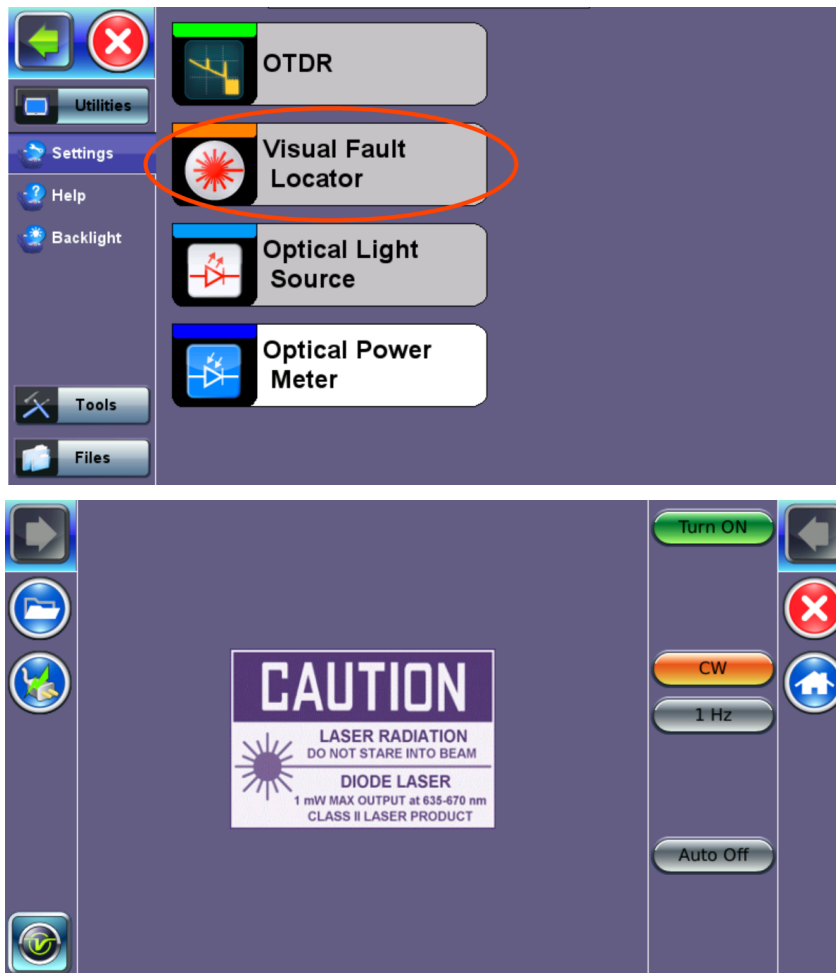 OTDR
Utilities
Visual Fault
Locator
Settings
Help
Backlight
Optical Light
Source
Optical Power
Meter
Tools
Files
Turn ON
CW
1 Hz
Auto Off
CAUTION
LASER RADIATION
DO NOT STARE INTO BEAM
DIODE LASER
1 mW MAX OUTPUT at 635-670 nm
CLASS II LASER PRODUCT